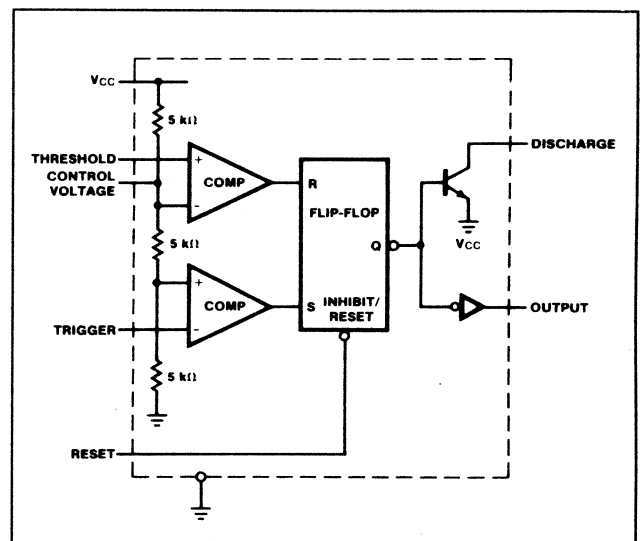 VCC
5 kΩ
THRESHOLD
CONTROL
VOLTAGE
+
COMP
−
R
FLIP-FLOP
Q
DISCHARGE
VCC
5 kΩ
+
COMP
−
S
INHIBIT/
RESET
OUTPUT
TRIGGER
5 kΩ
RESET